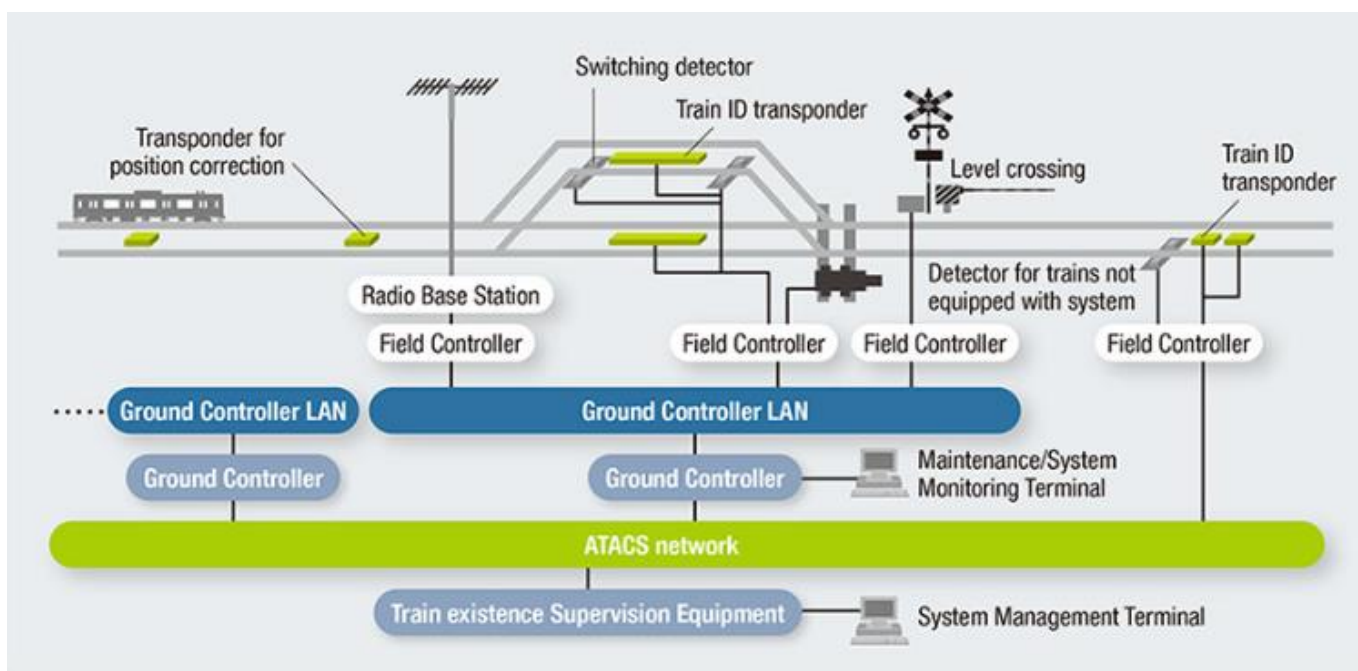 Switching detector
Train ID transponder
Transponder for
position correction
Level crossing
Train ID
transponder
Detector for trains not
equipped with system
Radio Base Station
Field Controller
Field Controller
Field Controller
Field Controller
Ground Controller LAN
Ground Controller LAN
Ground Controller
Ground Controller
Maintenance/System
Monitoring Terminal
ATACS network
Train existence Supervision Equipment
System Management Terminal